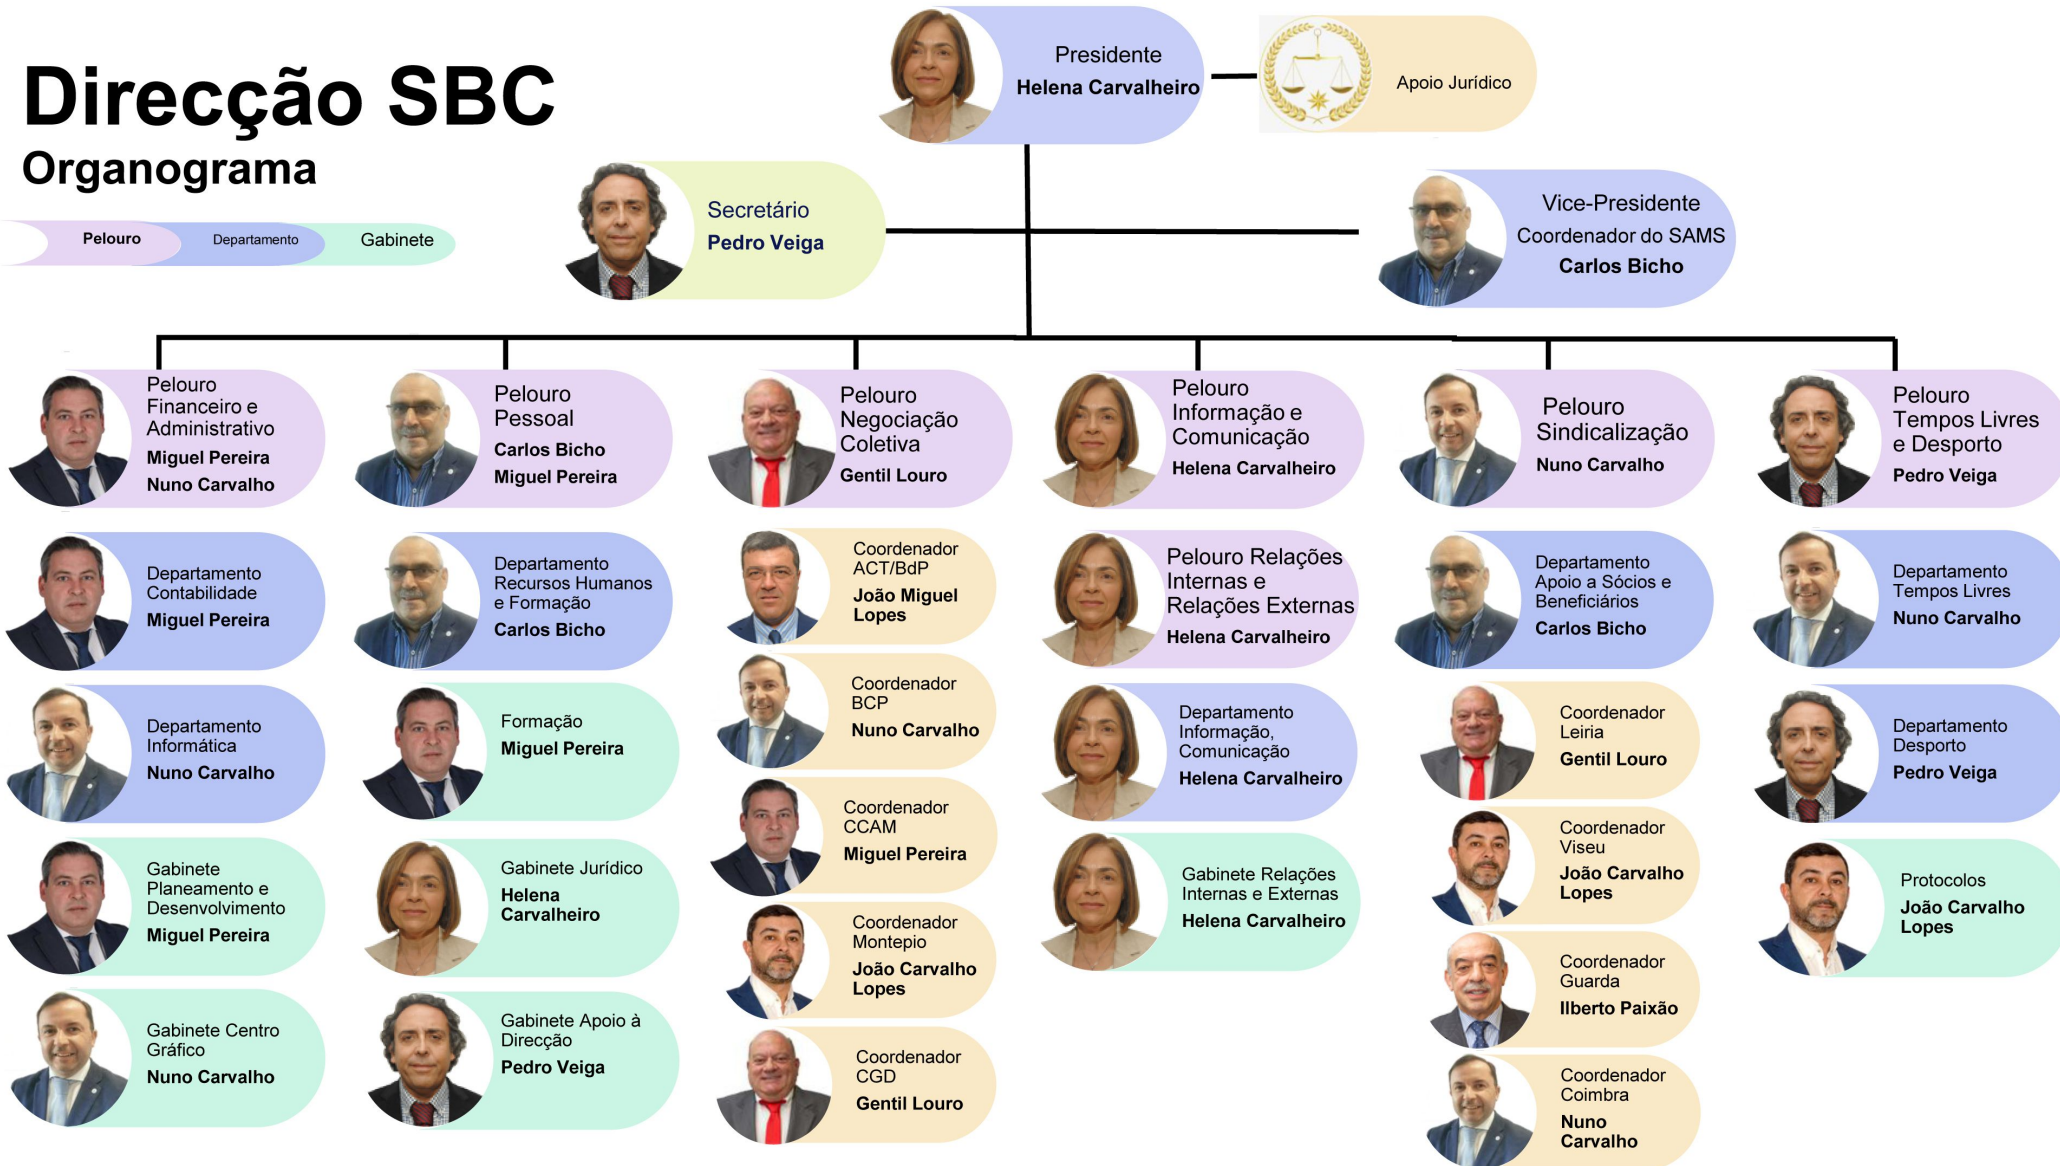 Direcção SBC
Organograma
Pelouro
Departamento
Gabinete
Presidente
Helena Carvalheiro
Apoio Jurídico
Secretário
Pedro Veiga
Vice-Presidente
Coordenador do SAMS
Carlos Bicho
Pelouro
Financeiro e
Administrativo
Miguel Pereira
Nuno Carvalho
Departamento
Contabilidade
Miguel Pereira
Departamento
Informática
Nuno Carvalho
Gabinete
Planeamento e
Desenvolvimento
Miguel Pereira
Gabinete Centro
Gráfico
Nuno Carvalho
Pelouro
Pessoal
Carlos Bicho
Miguel Pereira
Departamento
Recursos Humanos
e Formação
Carlos Bicho
Formação
Miguel Pereira
Gabinete Jurídico
Helena
Carvalheiro
Gabinete Apoio à
Direcção
Pedro Veiga
Pelouro
Negociação
Coletiva
Gentil Louro
Coordenador
ACT/BdP
João Miguel
Lopes
Coordenador
BCP
Nuno Carvalho
Coordenador
CCAM
Miguel Pereira
Coordenador
Montepio
João Carvalho
Lopes
Coordenador
CGD
Gentil Louro
Pelouro
Informação e
Comunicação
Helena Carvalheiro
Pelouro Relações
Internas e
Relações Externas
Helena Carvalheiro
Departamento
Informação,
Comunicação
Helena Carvalheiro
Gabinete Relações
Internas e Externas
Helena Carvalheiro
Pelouro
Sindicalização
Nuno Carvalho
Departamento
Apoio a Sócios e
Beneficiários
Carlos Bicho
Coordenador
Leiria
Gentil Louro
Coordenador
Viseu
João Carvalho
Lopes
Coordenador
Guarda
Ilberto Paixão
Coordenador
Coimbra
Nuno
Carvalho
Pelouro
Tempos Livres
e Desporto
Pedro Veiga
Departamento
Tempos Livres
Nuno Carvalho
Departamento
Desporto
Pedro Veiga
Protocolos
João Carvalho
Lopes